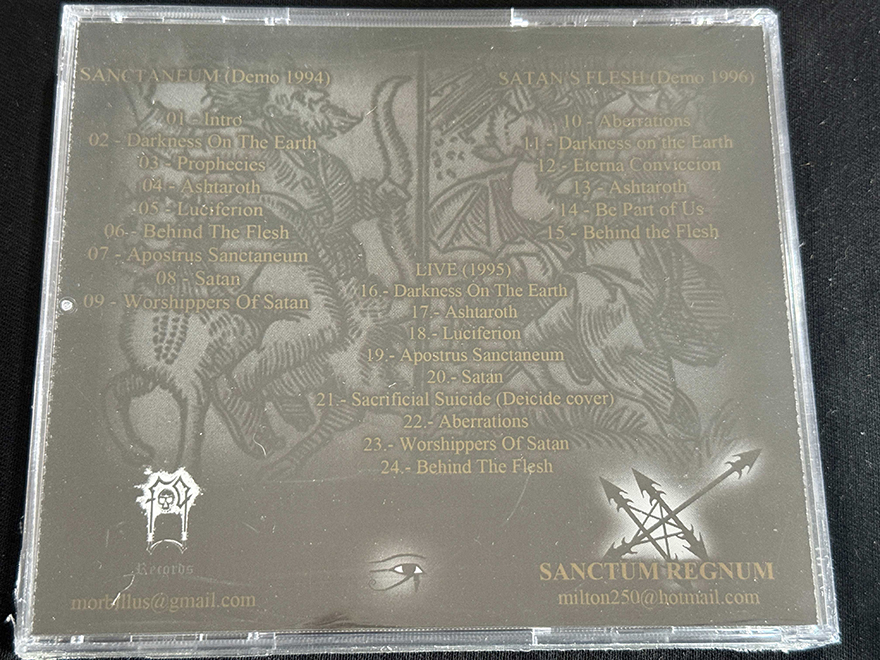 SANCTANEUM (Demo 1994)
01 - Intro
02 - Darkness On The Earth
03 - Prophecies
04 - Ashtaroth
05 - Luciferion
06 - Behind The Flesh
07 - Apostrus Sanctaneum
08 - Satan
09 - Worshippers Of Satan
SATAN'S FLESH (Demo 1996)
10 - Aberrations
11 - Darkness on the Earth
12 - Eterna Conviccion
13 - Ashtaroth
14 - Be Part of Us
15 - Behind the Flesh
LIVE (1995)
16.- Darkness On The Earth
17.- Ashtaroth
18.- Luciferion
19.- Apostrus Sanctaneum
20.- Satan
21.- Sacrificial Suicide (Deicide cover)
22.- Aberrations
23.- Worshippers Of Satan
24.- Behind The Flesh
Records
morbillus@gmail.com
SANCTUM REGNUM
milton250@hotmail.com